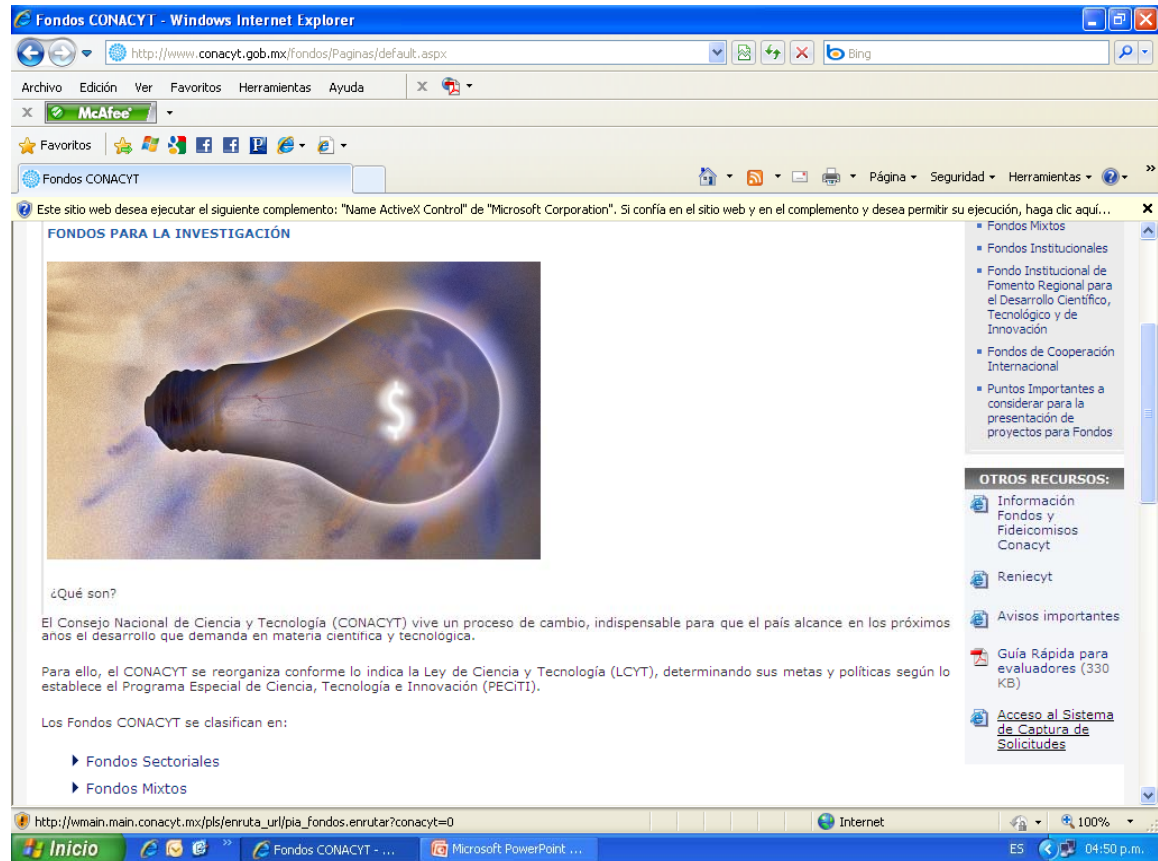 Fondos CONACYT - Windows Internet Explorer
http://www.conacyt.gob.mx/fondos/Paginas/default.aspx
Bing
Archivo Edición Ver Favoritos Herramientas Ayuda
x
X McAfee
Favoritos
Fondos CONACYT
Página Seguridad Herramientas
Este sitio web desea ejecutar el siguiente complemento: "Name ActiveX Control" de "Microsoft Corporation". Si confía en el sitio web y en el complemento y desea permitir su ejecución, haga clic aquí...
FONDOS PARA LA INVESTIGACIÓN
$
¿Qué son?
El Consejo Nacional de Ciencia y Tecnología (CONACYT) vive un proceso de cambio, indispensable para que el país alcance en los próximos
años el desarrollo que demanda en materia científica y tecnológica.
Para ello, el CONACYT se reorganiza conforme lo indica la Ley de Ciencia y Tecnología (LCYT), determinando sus metas y políticas según lo
establece el Programa Especial de Ciencia, Tecnología e Innovación (PECiTI).
Los Fondos CONACYT se clasifican en:
Fondos Sectoriales
Fondos Mixtos
Fondos Mixtos
Fondos Institucionales
Fondo Institucional de
Fomento Regional para
el Desarrollo Científico,
Tecnológico y de
Innovación
Fondos de Cooperación
Internacional
Puntos Importantes a
considerar para la
presentación de
proyectos para Fondos
OTROS RECURSOS:
Información
Fondos y
Fideicomisos
Conacyt
Reniecyt
Avisos importantes
Guía Rápida para
evaluadores (330
KB)
Acceso al Sistema
de Captura de
Solicitudes
http://wmain.main.conacyt.mx/pls/enruta_url/pia_fondos.enrutar?conacyt=0
Internet
100%
Inicio
Fondos CONACYT - ...
Microsoft PowerPoint ...
ES
04:50 p.m.